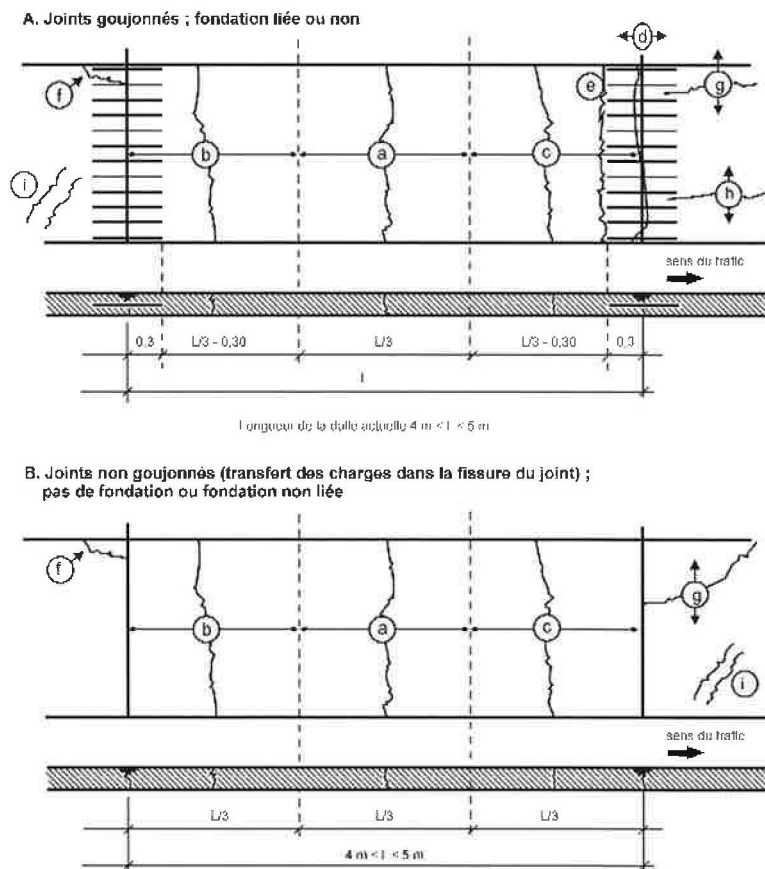 A. Joints goujonnés ; fondation liée ou non
d
f
e
g
b
a
c
i
h
sens du trafic
0,3
L/3 - 0,30
L/3
L/3 - 0,30
0,3
L
Longueur de la dalle actuelle 4 m < L < 5 m
B. Joints non goujonnés (transfert des charges dans la fissure du joint) ;
pas de fondation ou fondation non liée
f
g
b
a
c
i
sens du trafic
L/3
L/3
L/3
4 m < L < 5 m